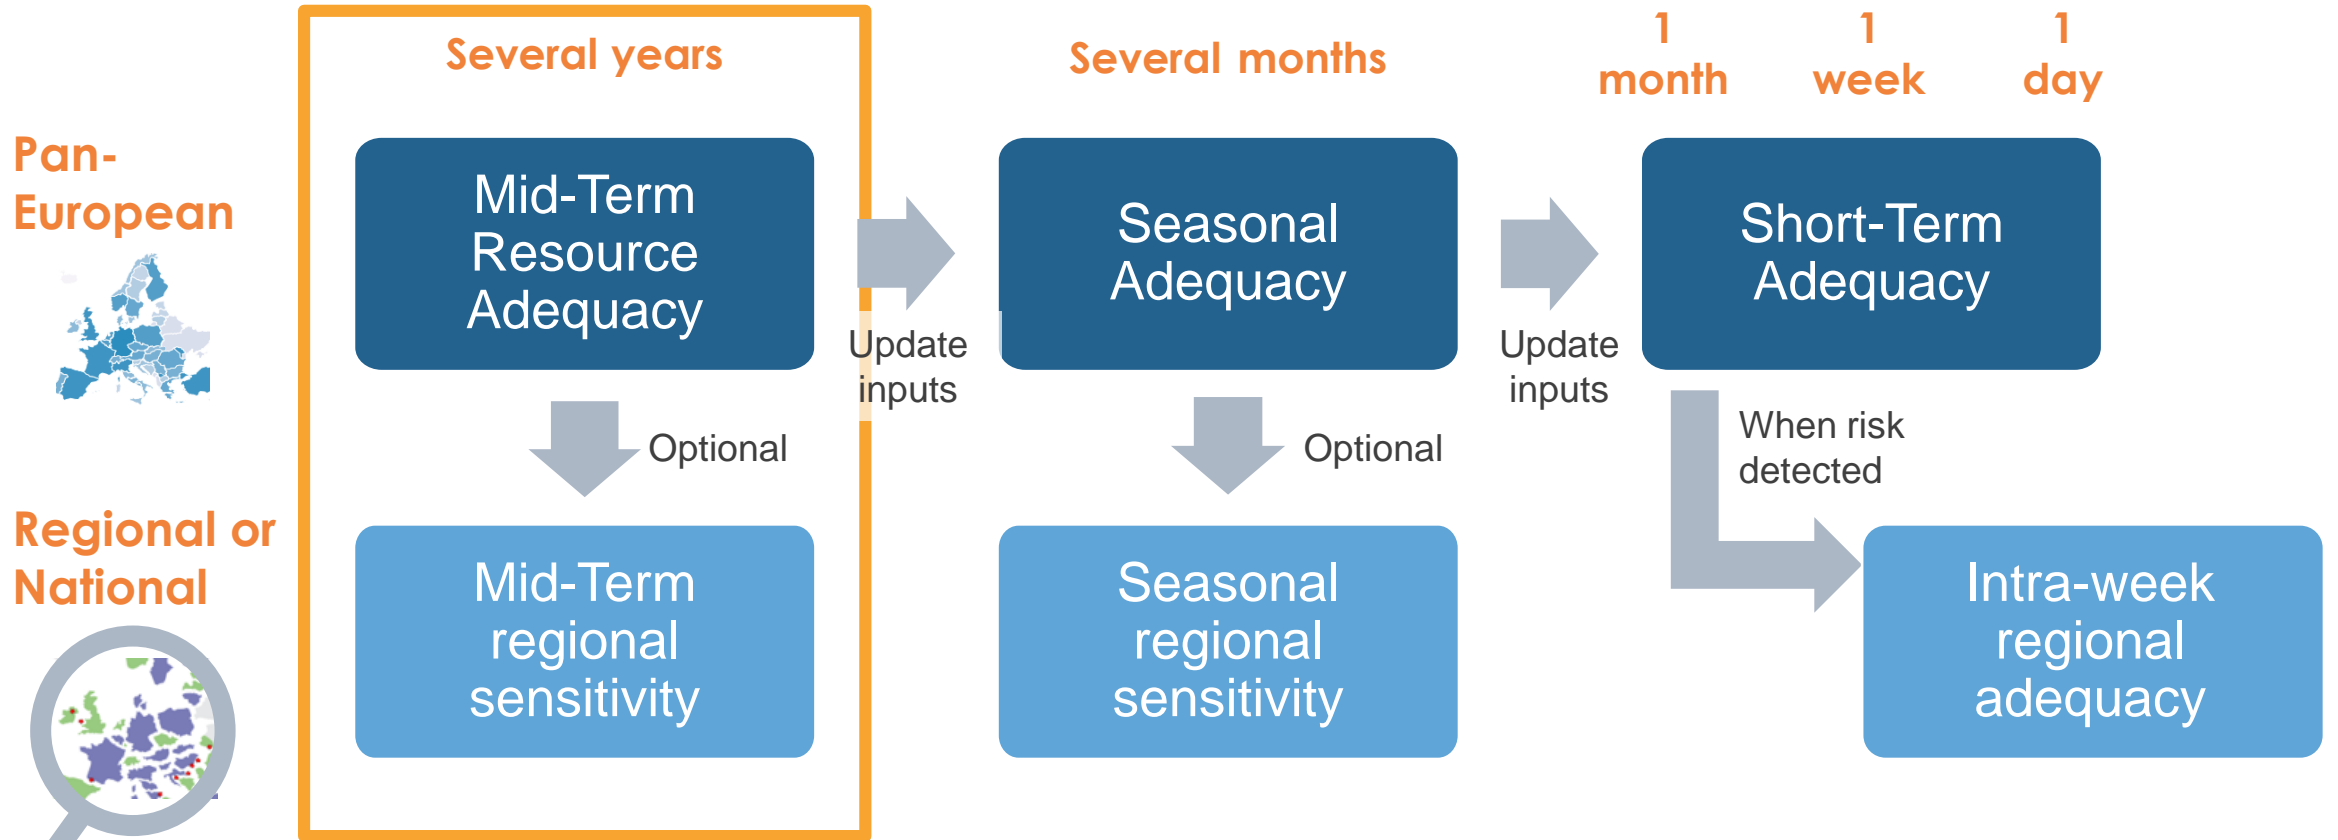 Several years
Several months
1
month
1
week
1
day
Pan-
European
Mid-Term
Resource
Adequacy
Update
inputs
Seasonal
Adequacy
Update
inputs
Short-Term
Adequacy
Optional
Optional
When risk
detected
Regional or
National
Mid-Term
regional
sensitivity
Seasonal
regional
sensitivity
Intra-week
regional
adequacy